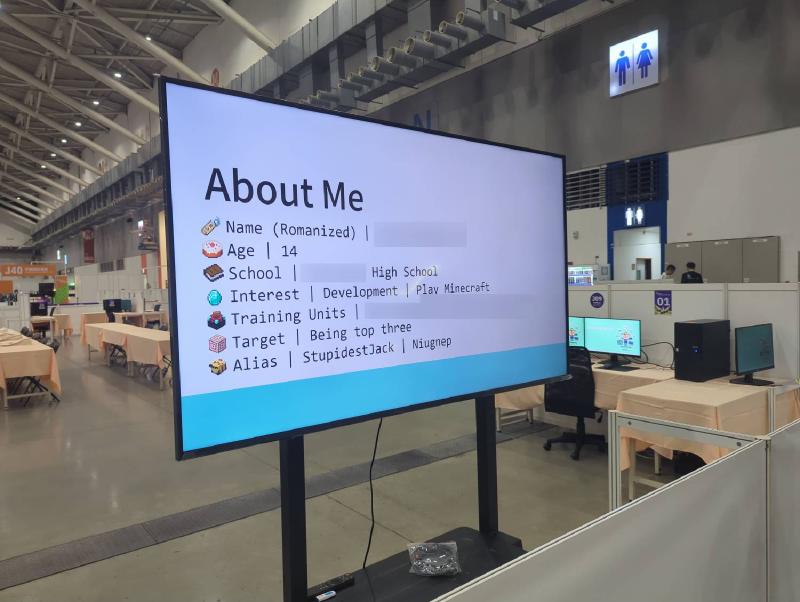 About Me
Name (Romanized) |
Age | 14
School | High School
Interest | Development | Play Minecraft
Training Units |
Target | Being top three
Alias | StupidestJack | Niugnep
J40
01